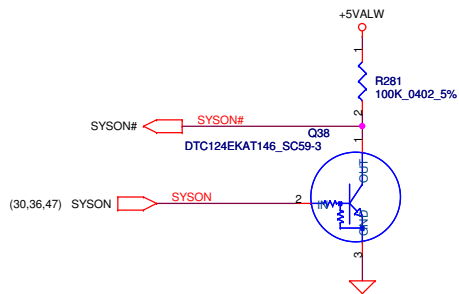 +5VALW
1
R281
100K_0402_5%
2
SYSON# SYSON#
Q38
DTC124EKAT146_SC59-3
1
OUT
(30,36,47) SYSON SYSON 2 IN
GND
3